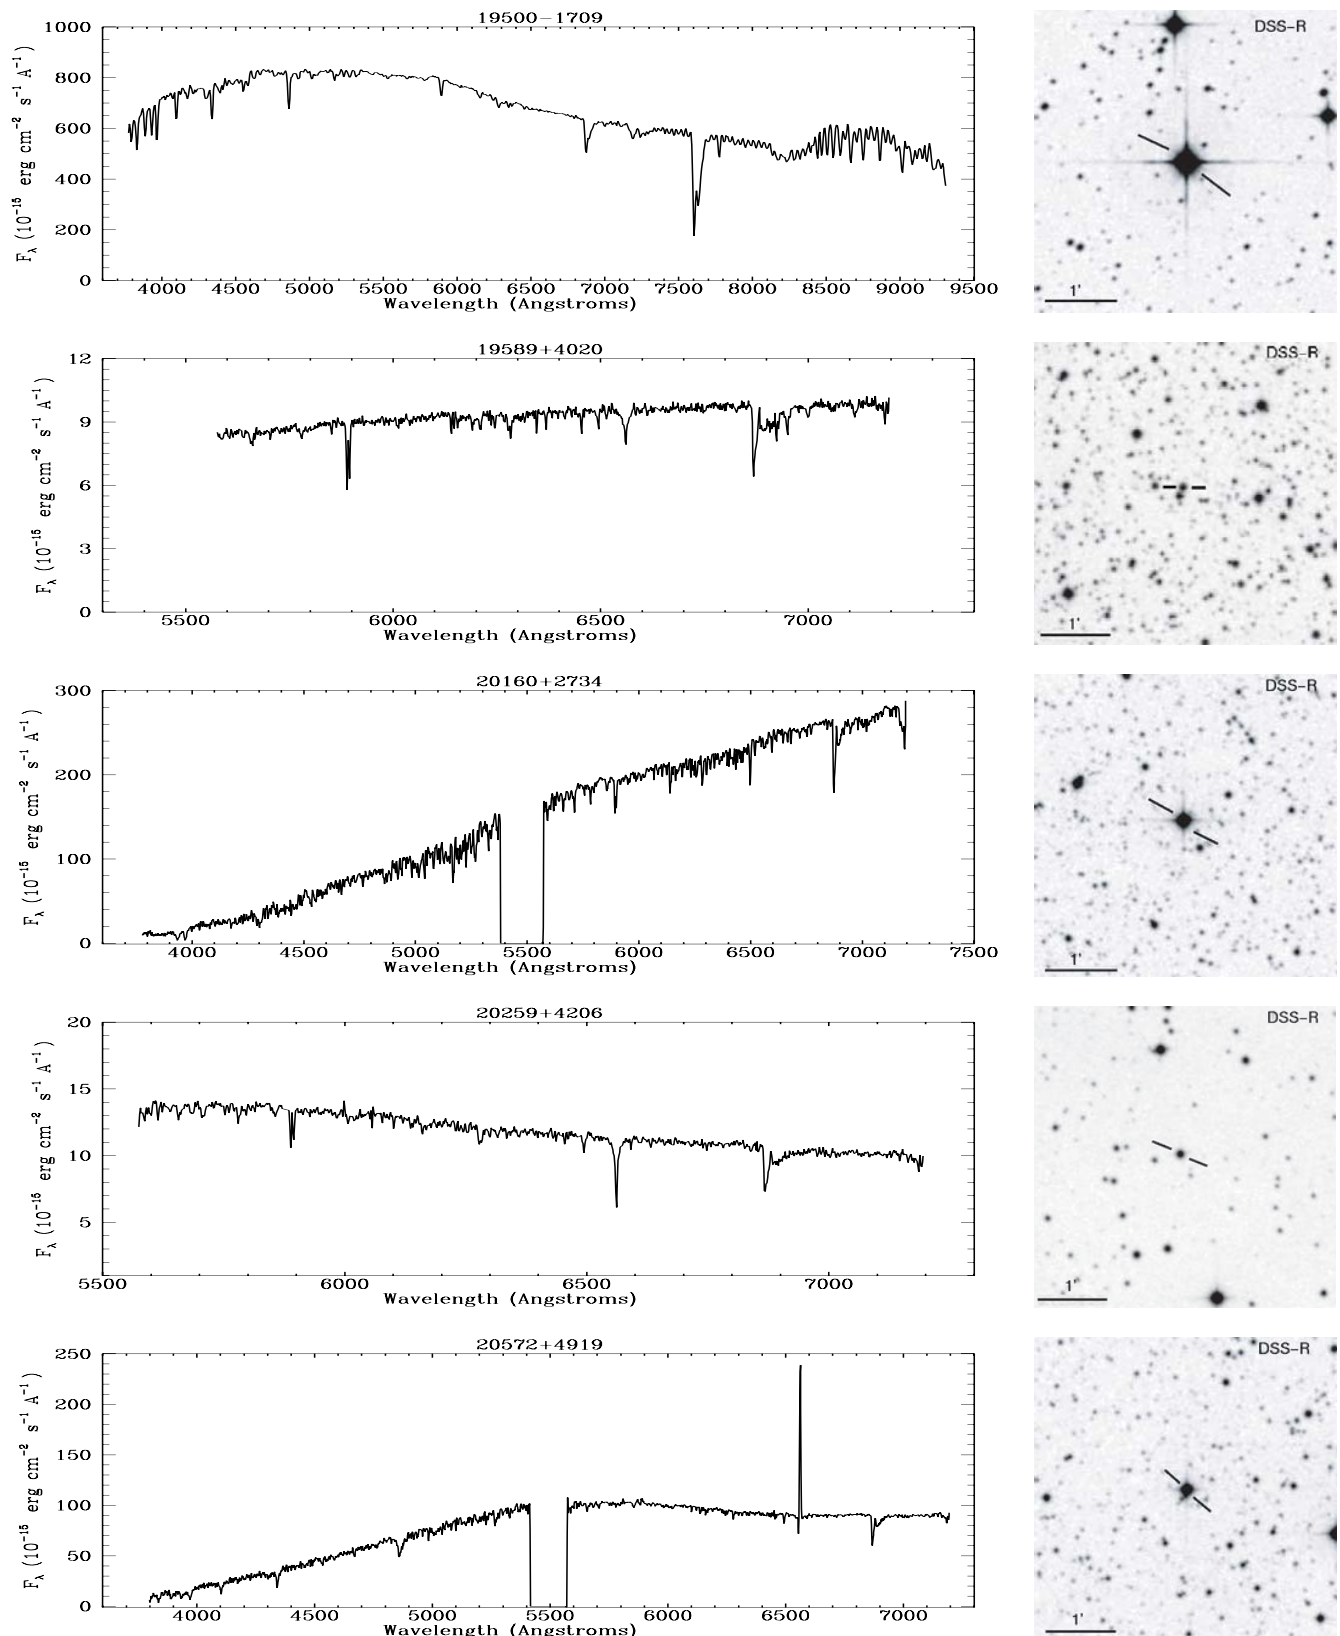 19500−1709
DSS−R
1000
800
600
400
200
0
F_λ (10^−15 erg cm^−2 s^−1 A^−1)
4000 4500 5000 5500 6000 6500 7000 7500 8000 8500 9000 9500
Wavelength (Angstroms)
1'
19589+4020
DSS−R
12
9
6
3
0
F_λ (10^−15 erg cm^−2 s^−1 A^−1)
5500 6000 6500 7000
Wavelength (Angstroms)
1'
20160+2734
DSS−R
300
200
100
0
F_λ (10^−15 erg cm^−2 s^−1 A^−1)
4000 4500 5000 5500 6000 6500 7000 7500
Wavelength (Angstroms)
1'
20259+4206
DSS−R
20
15
10
5
F_λ (10^−15 erg cm^−2 s^−1 A^−1)
5500 6000 6500 7000
Wavelength (Angstroms)
1'
20572+4919
DSS−R
250
200
150
100
50
0
F_λ (10^−15 erg cm^−2 s^−1 A^−1)
4000 4500 5000 5500 6000 6500 7000
Wavelength (Angstroms)
1'